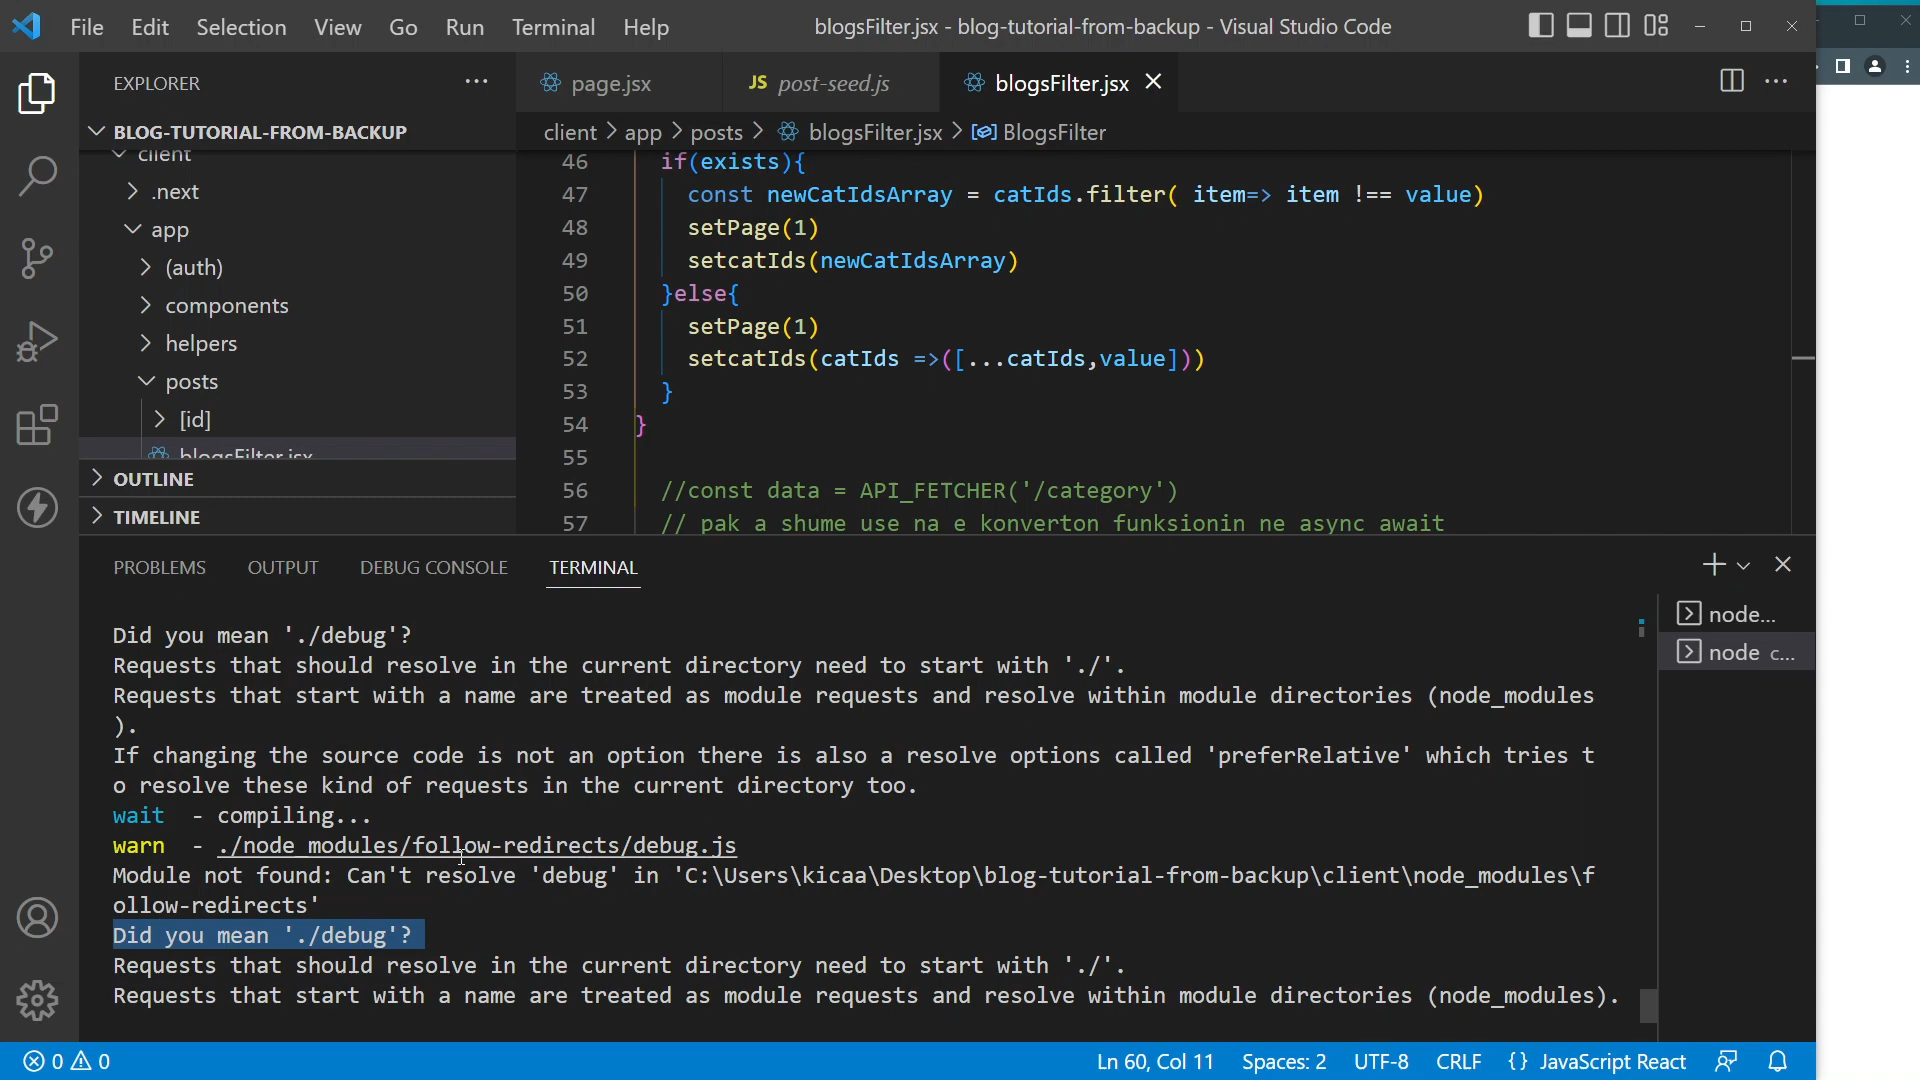 File Edit Selection View Go Run Terminal Help
blogsFilter.jsx - blog-tutorial-from-backup - Visual Studio Code
EXPLORER
page.jsx
JS post-seed.js
blogsFilter.jsx
BLOG-TUTORIAL-FROM-BACKUP
client
.next
app
(auth)
components
helpers
posts
[id]
blogsFilter.jsx
OUTLINE
TIMELINE
client > app > posts > blogsFilter.jsx > BlogsFilter
46 if(exists){
47 const newCatIdsArray = catIds.filter( item=> item !== value)
48 setPage(1)
49 setcatIds(newCatIdsArray)
50 }else{
51 setPage(1)
52 setcatIds(catIds =>([...catIds,value]))
53 }
54 }
55
56 //const data = API_FETCHER('/category')
57 // pak a shume use na e konverton funksionin ne async await
PROBLEMS OUTPUT DEBUG CONSOLE TERMINAL
node...
node c...
Did you mean './debug'?
Requests that should resolve in the current directory need to start with './'.
Requests that start with a name are treated as module requests and resolve within module directories (node_modules
).
If changing the source code is not an option there is also a resolve options called 'preferRelative' which tries t
o resolve these kind of requests in the current directory too.
wait - compiling...
warn - ./node_modules/follow-redirects/debug.js
Module not found: Can't resolve 'debug' in 'C:\Users\kicaa\Desktop\blog-tutorial-from-backup\client\node_modules\f
ollow-redirects'
Did you mean './debug'?
Requests that should resolve in the current directory need to start with './'.
Requests that start with a name are treated as module requests and resolve within module directories (node_modules).
0 0
Ln 60, Col 11 Spaces: 2 UTF-8 CRLF {} JavaScript React